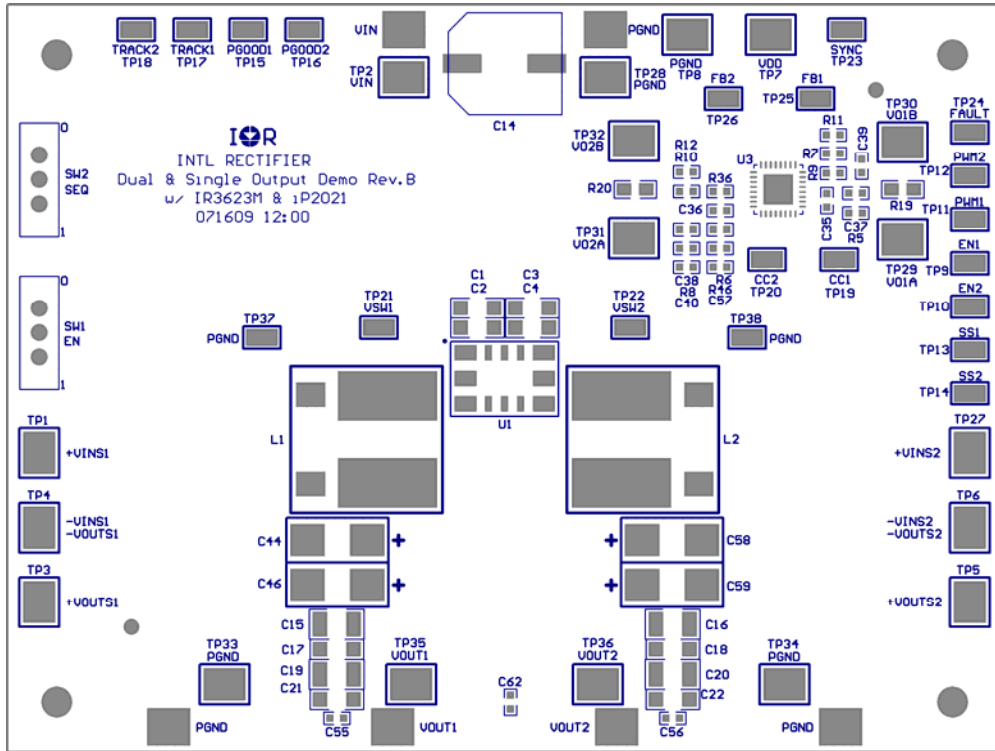 TRACK2
TP18
TRACK1
TP17
PGOOD1
TP15
PGOOD2
TP16
VIN
TP2
VIN
C14
PGND
TP28
PGND
PGND
TP8
VDD
TP7
SYNC
TP23
FB2
TP26
FB1
TP25
0
SW2
SEQ
1
IOR
INTL RECTIFIER
Dual & Single Output Demo Rev.B
w/ IR3623M & iP2021
071609 12:00
TP32
VO2B
R20
TP31
VO2A
R12
R10
R36
C36
R6
C38
R46
R8
C57
C40
U3
R11
R7
R9
C39
C35
C37
R5
TP30
VO1B
R19
TP29
VO1A
CC2
TP20
CC1
TP19
TP24
FAULT
PWM2
TP12
PWM1
TP11
EN1
TP9
EN2
TP10
SS1
TP13
SS2
TP14
0
SW1
EN
1
TP37
PGND
TP21
VSW1
C1
C2
C3
C4
TP22
VSW2
TP38
PGND
L1
U1
L2
TP1
+VINS1
TP4
-VINS1
-VOUTS1
TP3
+VOUTS1
TP27
+VINS2
TP6
-VINS2
-VOUTS2
TP5
+VOUTS2
C44
+
C46
+
+
C58
+
C59
C15
C17
C19
C21
C55
C16
C18
C20
C22
C56
TP33
PGND
TP35
VOUT1
C62
TP36
VOUT2
TP34
PGND
PGND
VOUT1
VOUT2
PGND